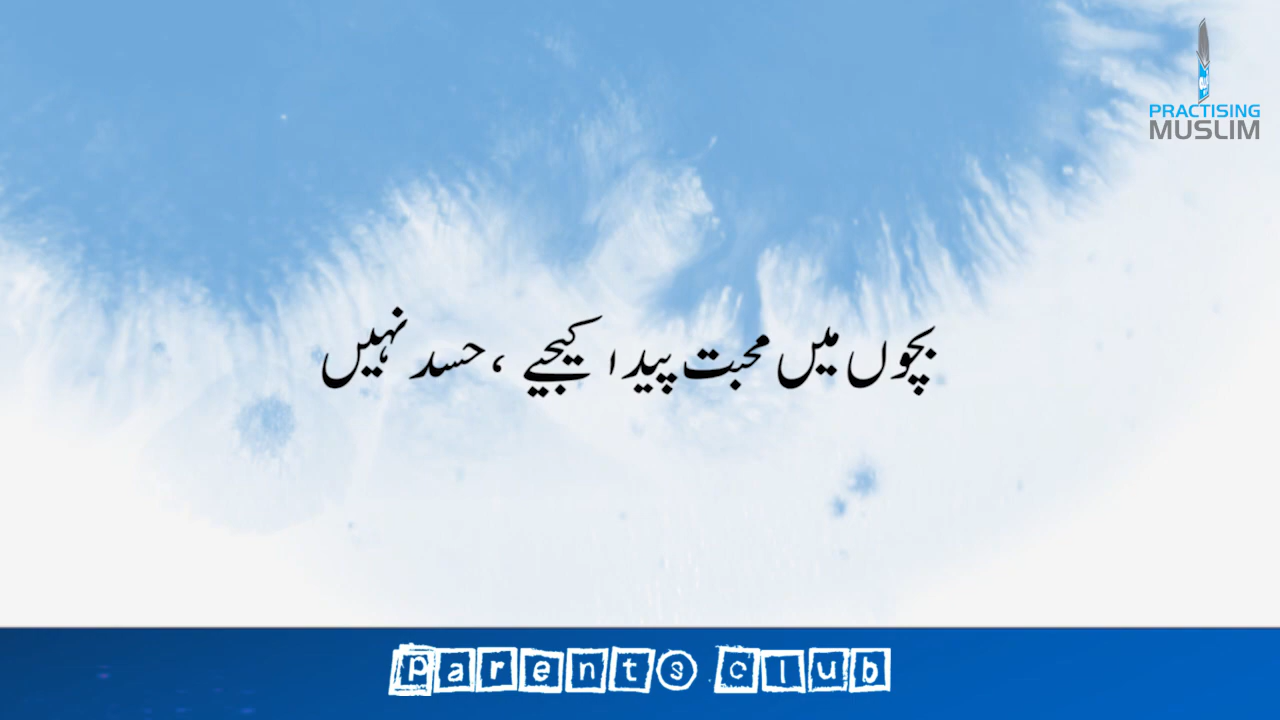 PRACTISING
MUSLIM
بچوں میں محبت پیدا کیجیے ، حسد نہیں
parents club